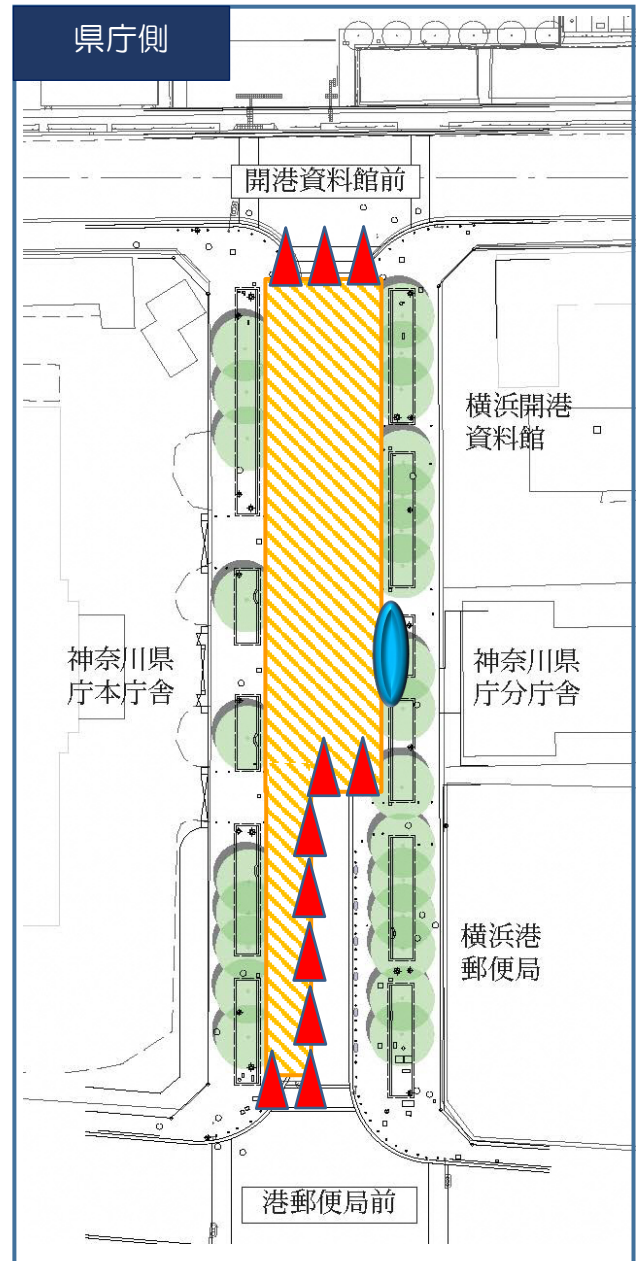 県庁側
開港資料館前
横浜開港
資料館
神奈川県
庁本庁舎
神奈川県
庁分庁舎
横浜港
郵便局
港郵便局前